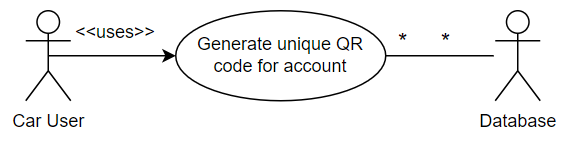 <<uses>>
Generate unique QR
code for account
* *
Car User
Database